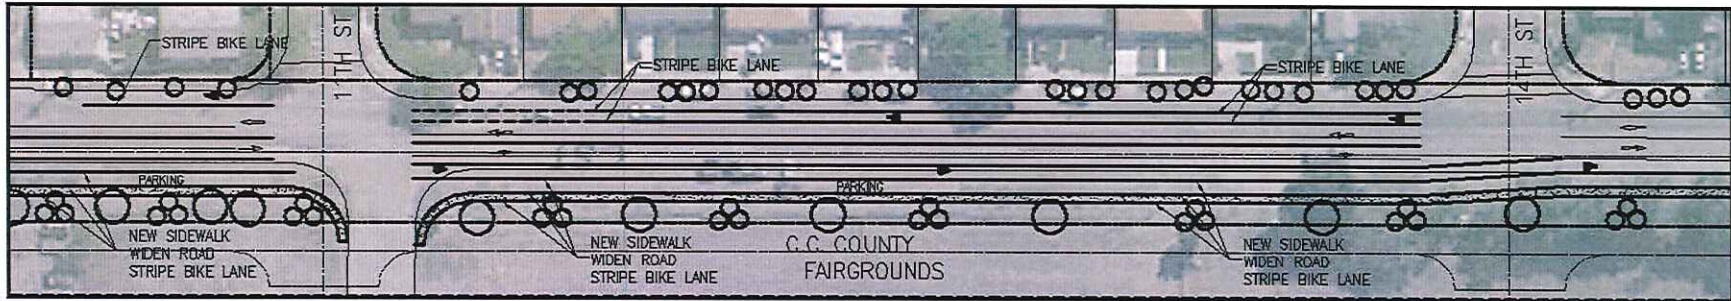 STRIPE BIKE LANE
11TH ST
STRIPE BIKE LANE
STRIPE BIKE LANE
14TH ST
PARKING
PARKING
NEW SIDEWALK
WIDEN ROAD
STRIPE BIKE LANE
NEW SIDEWALK
WIDEN ROAD
STRIPE BIKE LANE
C.C. COUNTY
FAIRGROUNDS
NEW SIDEWALK
WIDEN ROAD
STRIPE BIKE LANE